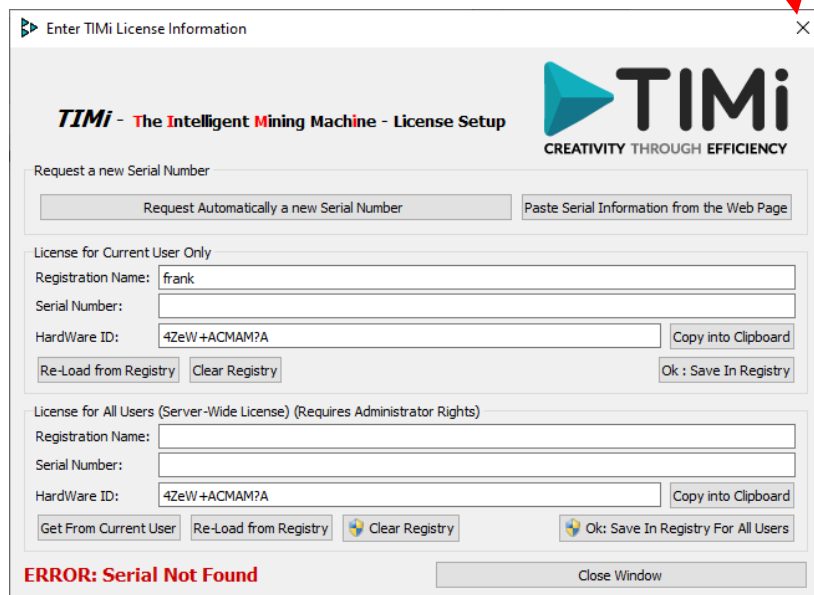 Enter TIMi License Information
TIMi - The Intelligent Mining Machine - License Setup
TIMi
CREATIVITY THROUGH EFFICIENCY
Request a new Serial Number
Request Automatically a new Serial Number
Paste Serial Information from the Web Page
License for Current User Only
Registration Name: frank
Serial Number:
HardWare ID: 4ZeW+ACMAM?A Copy into Clipboard
Re-Load from Registry Clear Registry Ok : Save In Registry
License for All Users (Server-Wide License) (Requires Administrator Rights)
Registration Name:
Serial Number:
HardWare ID: 4ZeW+ACMAM?A Copy into Clipboard
Get From Current User Re-Load from Registry Clear Registry Ok: Save In Registry For All Users
ERROR: Serial Not Found Close Window